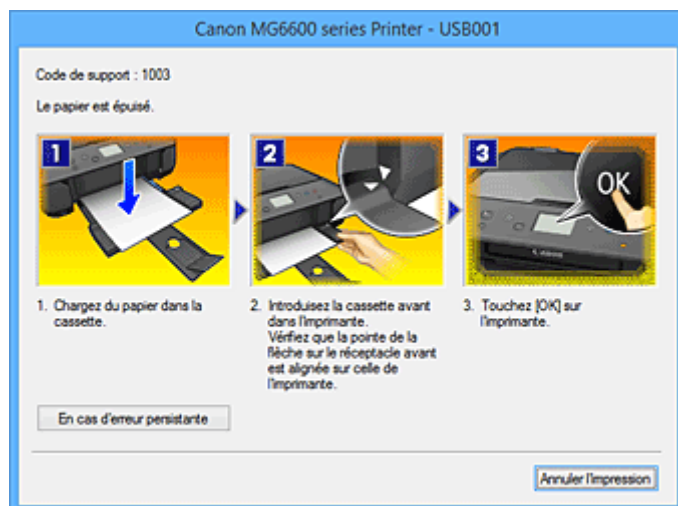 Canon MG6600 series Printer - USB001
Code de support : 1003
Le papier est épuisé.
1
2
3
OK
Canon
1. Chargez du papier dans la
cassette.
2. Introduisez la cassette avant
dans l'imprimante.
Vérifiez que la pointe de la
flèche sur le réceptacle avant
est alignée sur celle de
l'imprimante.
3. Touchez [OK] sur
l'imprimante.
En cas d'erreur persistante
Annuler l'impression